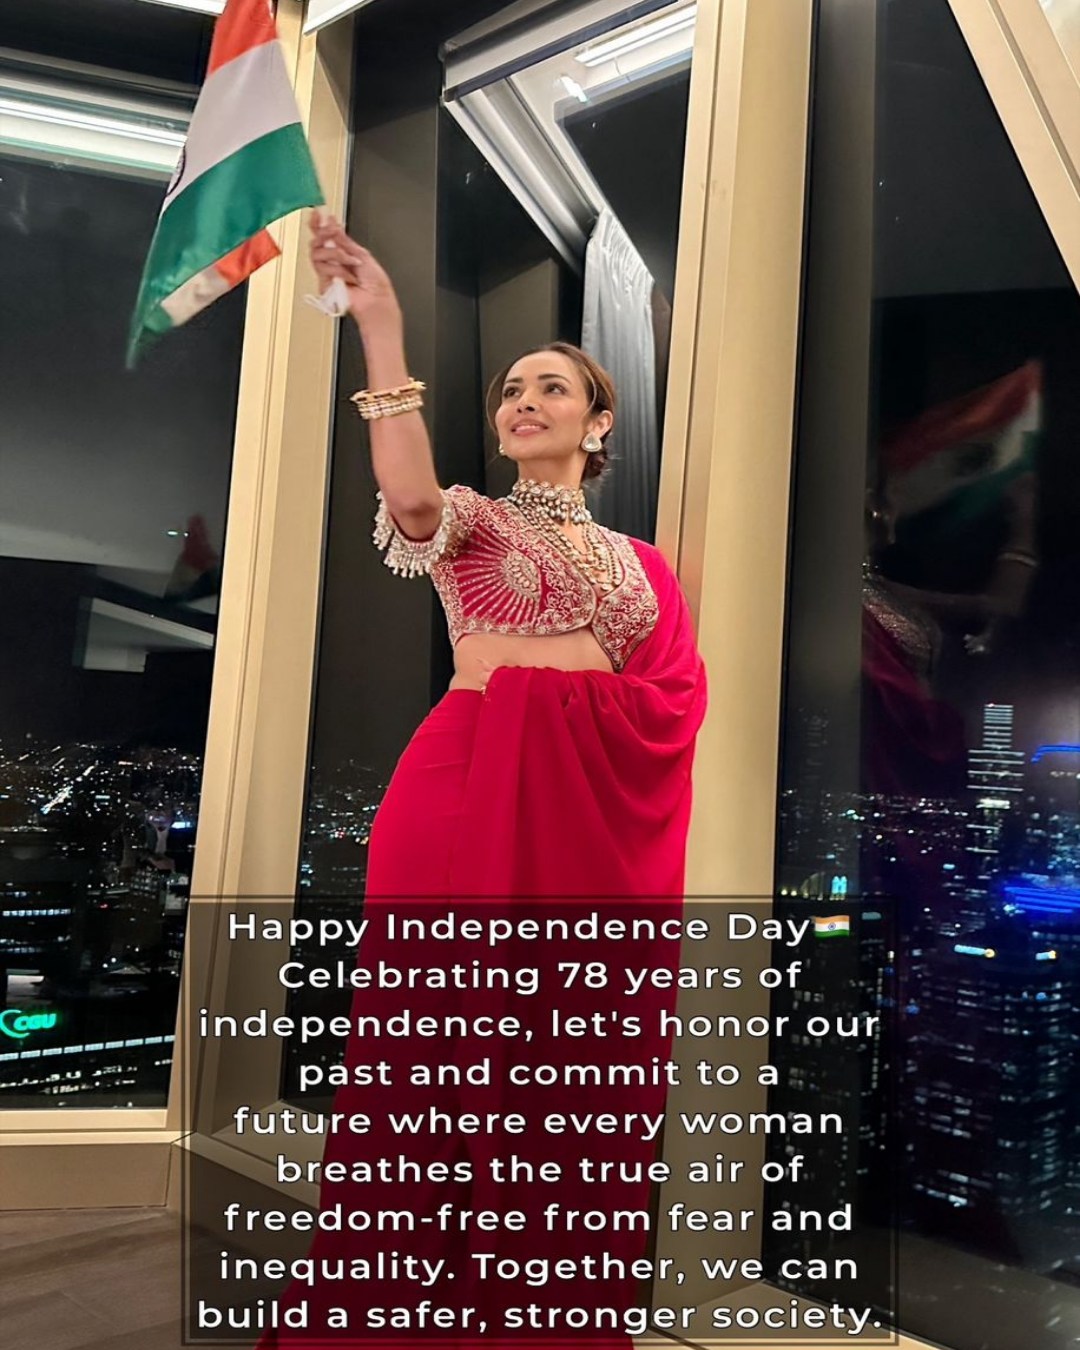 COSU
Happy Independence Day🇮🇳
Celebrating 78 years of
independence, let's honor our
past and commit to a
future where every woman
breathes the true air of
freedom-free from fear and
inequality. Together, we can
build a safer, stronger society.